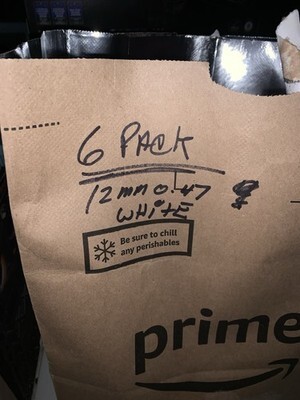 6 PACK
12mm 0.47
WHITE
Be sure to chill
any perishables
prime